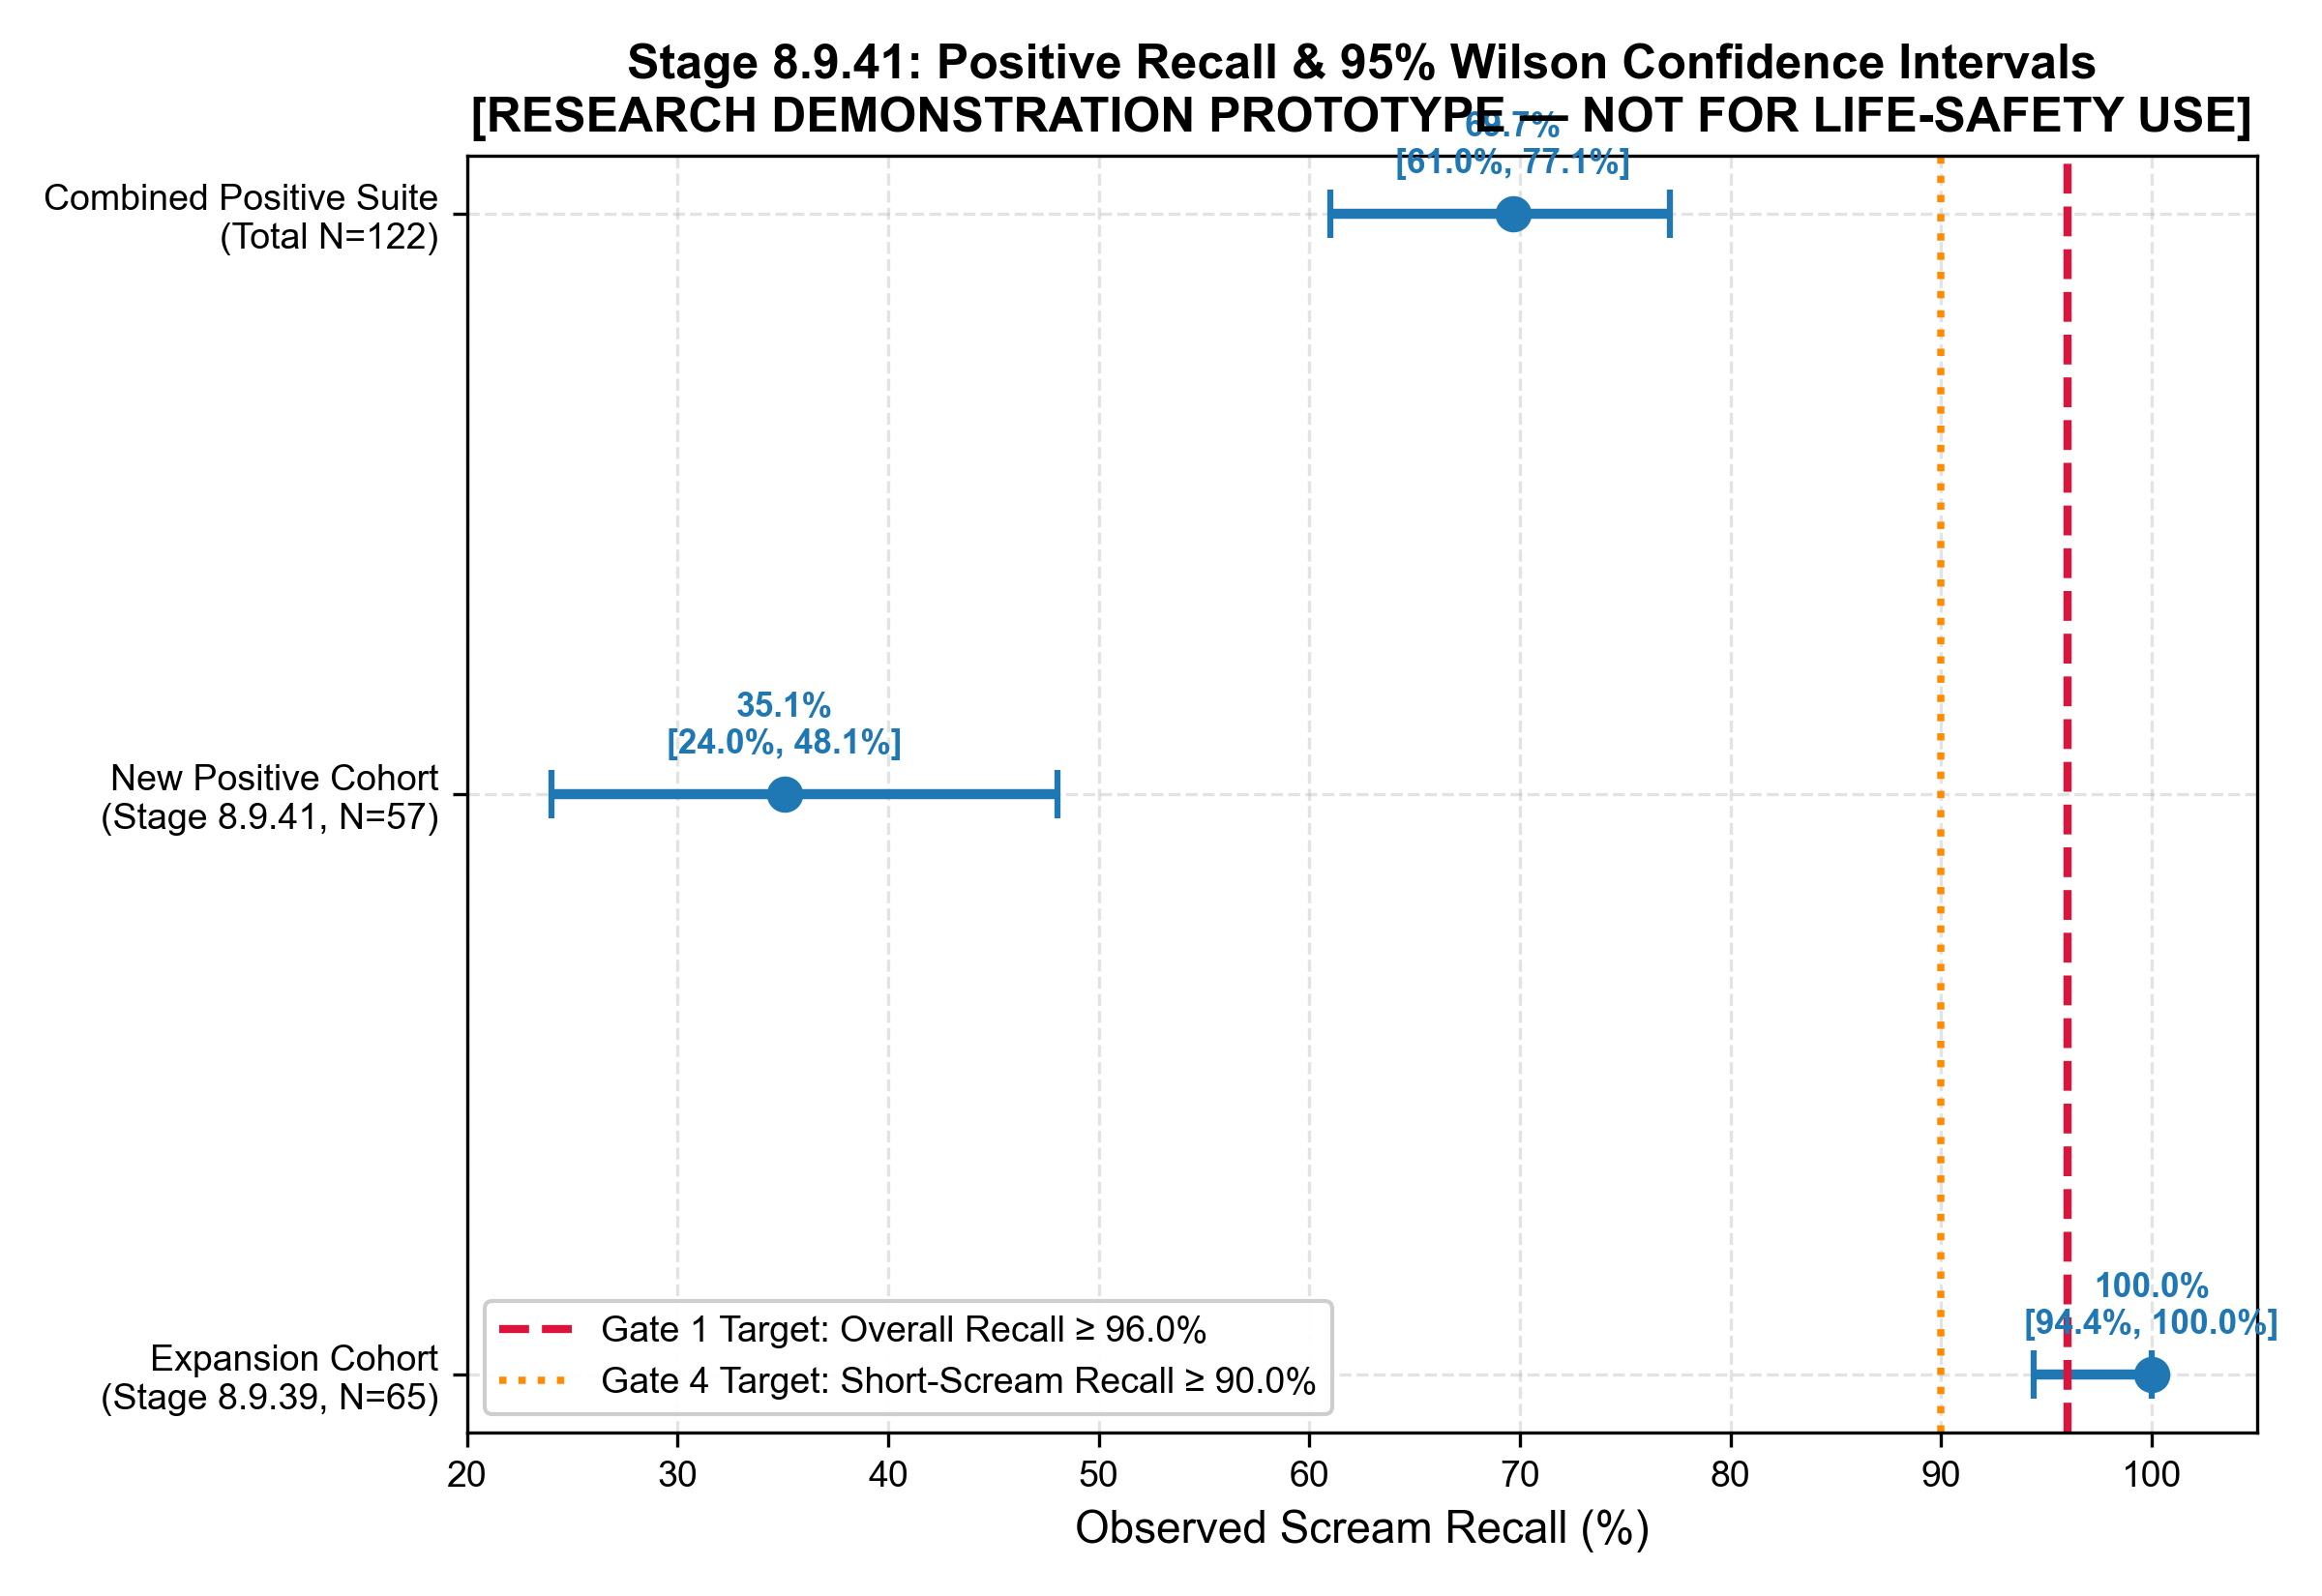 Stage 8.9.41: Positive Recall & 95% Wilson Confidence Intervals
[RESEARCH DEMONSTRATION PROTOTYPE — NOT FOR LIFE-SAFETY USE]
69.7%
[61.0%, 77.1%]
Combined Positive Suite
(Total N=122)
35.1%
[24.0%, 48.1%]
New Positive Cohort
(Stage 8.9.41, N=57)
100.0%
[94.4%, 100.0%]
Expansion Cohort
(Stage 8.9.39, N=65)
Gate 1 Target: Overall Recall ≥ 96.0%
Gate 4 Target: Short-Scream Recall ≥ 90.0%
20 30 40 50 60 70 80 90 100
Observed Scream Recall (%)